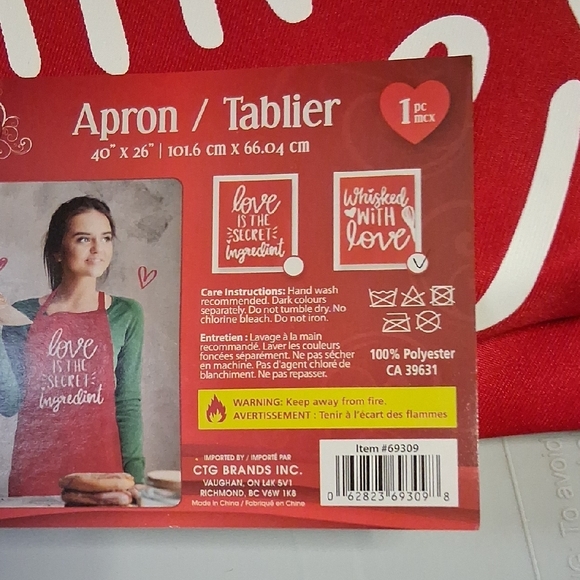 Apron / Tablier
1 pc
mcx
40" X 26" | 101.6 cm X 66.04 cm
love
IS THE
SECRET
Ingredient
Whisked
WITH
love
love
IS THE
SECRET
Ingredient
Care Instructions: Hand wash
recommended. Dark colours
separately. Do not tumble dry. No
chlorine bleach. Do not iron.
Entretien : Lavage à la main
recommandé. Laver les couleurs
foncées séparément. Ne pas sécher
en machine. Pas d'agent chloré de
blanchiment. Ne pas repasser.
100% Polyester
CA 39631
WARNING: Keep away from fire.
AVERTISSEMENT : Tenir à l'écart des flammes
IMPORTED BY / IMPORTÉ PAR
CTG BRANDS INC.
VAUGHAN, ON L4K 5V1
RICHMOND, BC V6W 1K8
Made in China / Fabriqué en Chine
Item #69309
0 62823 69309 8
To avoid